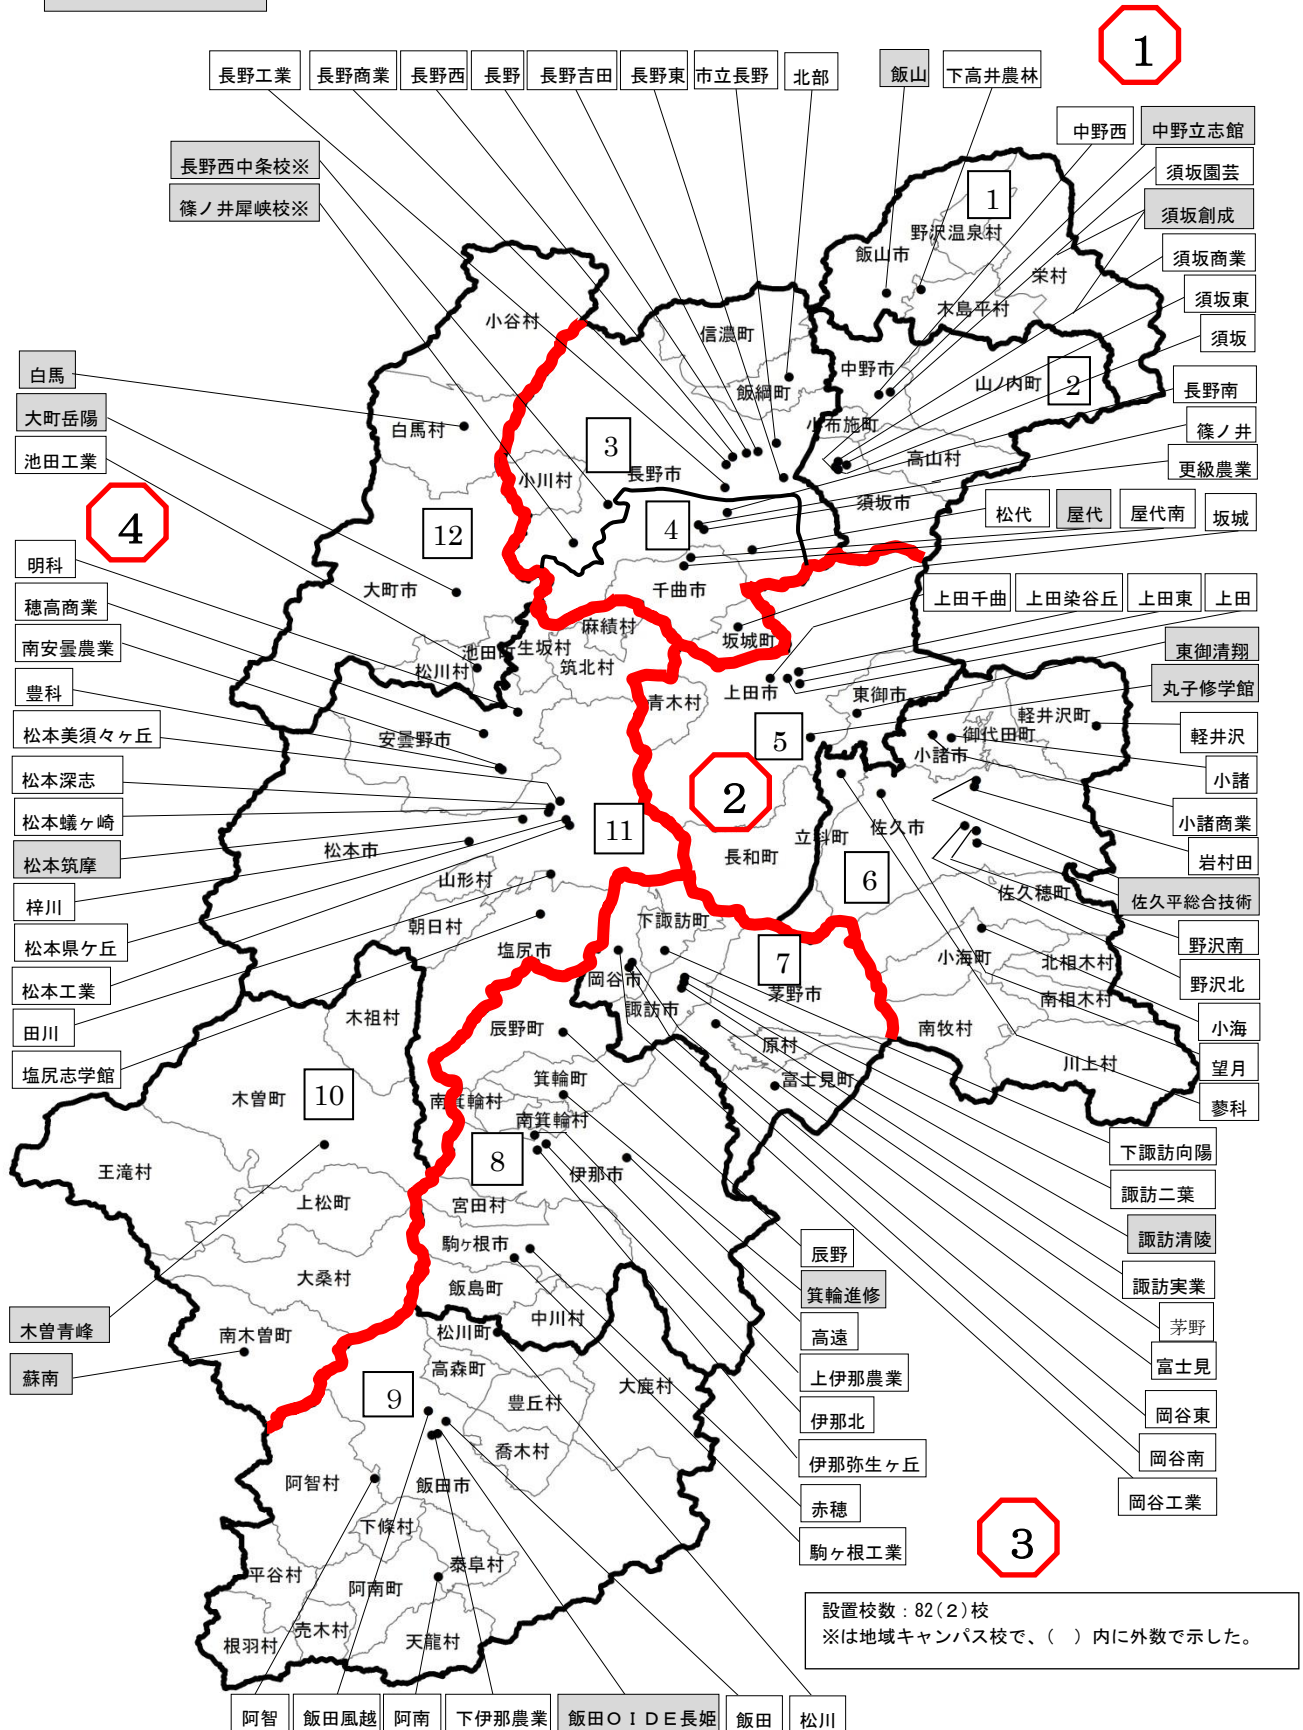 1
長野工業
長野商業
長野西
長野
長野吉田
長野東
市立長野
北部
飯山
下高井農林
中野西
中野立志館
長野西中条校※
須坂園芸
篠ノ井犀峡校※
須坂創成
須坂商業
須坂東
須坂
長野南
篠ノ井
更級農業
松代
屋代
屋代南
坂城
1
野沢温泉村
飯山市
栄村
木島平村
小谷村
信濃町
中野市
山ノ内町
2
飯綱町
小布施町
高山村
白馬
大町岳陽
池田工業
白馬村
3
長野市
小川村
須坂市
4
12
4
千曲市
大町市
明科
穂高商業
南安曇農業
豊科
松本美須々ヶ丘
松本深志
松本蟻ヶ崎
松本筑摩
梓川
松本県ケ丘
松本工業
田川
塩尻志学館
麻績村
坂城町
生坂村
池田町
筑北村
松川村
青木村
上田市
上田千曲
上田染谷丘
上田東
上田
東御清翔
丸子修学館
東御市
軽井沢町
御代田町
小諸市
5
安曇野市
軽井沢
小諸
小諸商業
岩村田
佐久平総合技術
野沢南
野沢北
小海
望月
蓼科
2
11
立科町
佐久市
長和町
6
松本市
山形村
朝日村
佐久穂町
下諏訪町
塩尻市
岡谷市
7
茅野市
諏訪市
小海町
北相木村
南相木村
南牧村
川上村
原村
富士見町
木祖村
辰野町
箕輪町
10
木曽町
南箕輪村
南箕輪村
8
伊那市
王滝村
上松町
宮田村
駒ヶ根市
大桑村
飯島町
中川村
下諏訪向陽
諏訪二葉
諏訪清陵
諏訪実業
茅野
富士見
岡谷東
岡谷南
岡谷工業
辰野
箕輪進修
高遠
上伊那農業
伊那北
伊那弥生ヶ丘
赤穂
駒ヶ根工業
木曽青峰
蘇南
南木曽町
松川町
高森町
大鹿村
豊丘村
9
喬木村
阿智村
飯田市
下條村
泰阜村
平谷村
阿南町
売木村
根羽村
天龍村
3
設置校数：82(2)校
※は地域キャンパス校で、（　）内に外数で示した。
阿智
飯田風越
阿南
下伊那農業
飯田ＯＩＤＥ長姫
飯田
松川